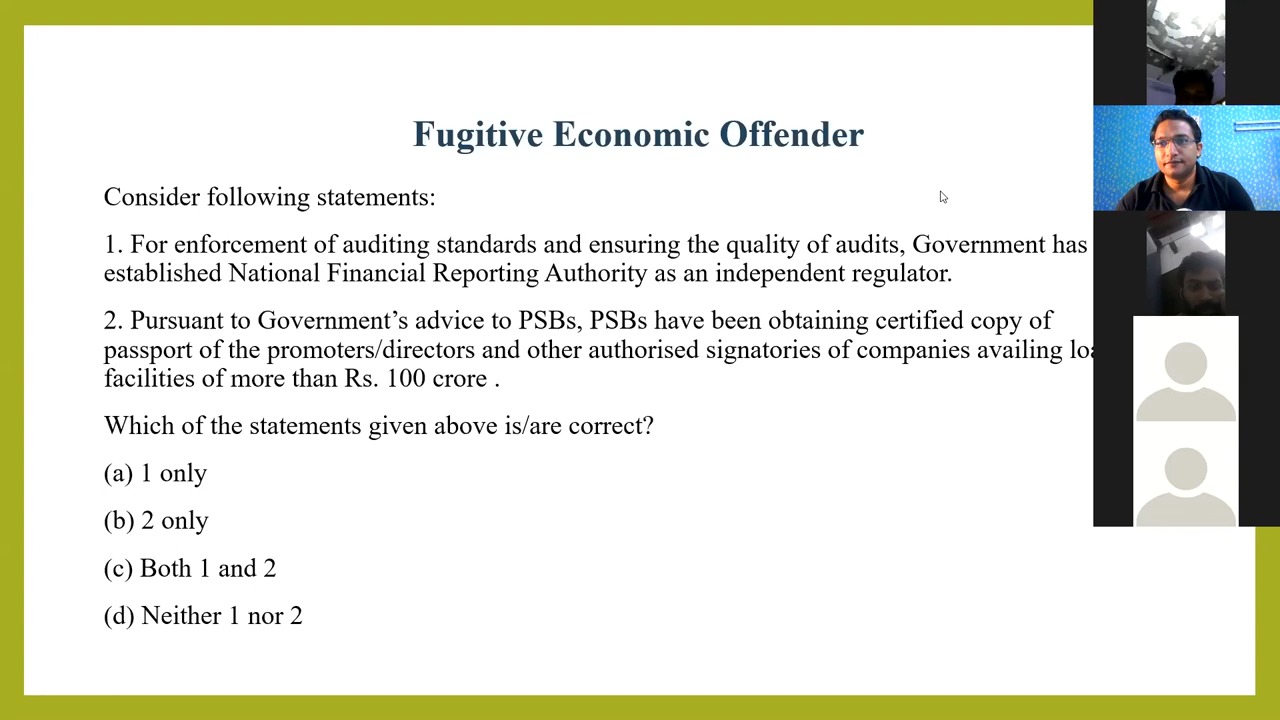 Fugitive Economic Offender
Consider following statements:
1. For enforcement of auditing standards and ensuring the quality of audits, Government has
established National Financial Reporting Authority as an independent regulator.
2. Pursuant to Government’s advice to PSBs, PSBs have been obtaining certified copy of
passport of the promoters/directors and other authorised signatories of companies availing
facilities of more than Rs. 100 crore .
Which of the statements given above is/are correct?
(a) 1 only
(b) 2 only
(c) Both 1 and 2
(d) Neither 1 nor 2